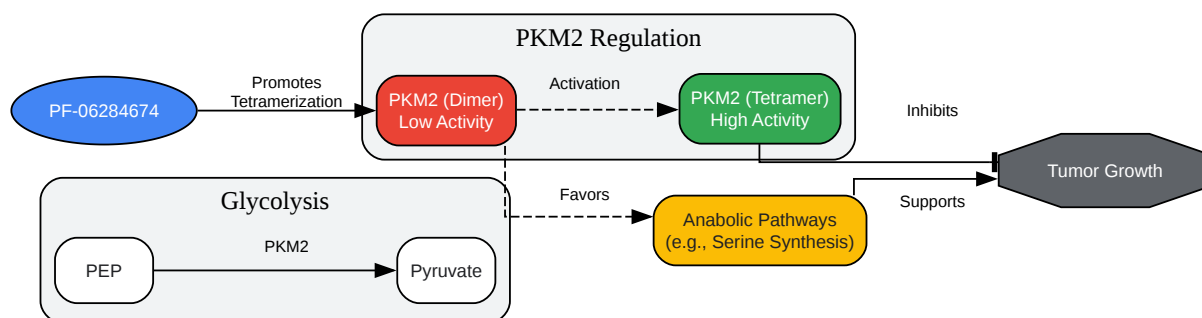 PKM2 Regulation
Promotes
Tetramerization
Activation
PF-06284674
PKM2 (Dimer)
Low Activity
PKM2 (Tetramer)
High Activity
Inhibits
Tumor Growth
Glycolysis
Favors
Supports
Anabolic Pathways
(e.g., Serine Synthesis)
PKM2
PEP
Pyruvate